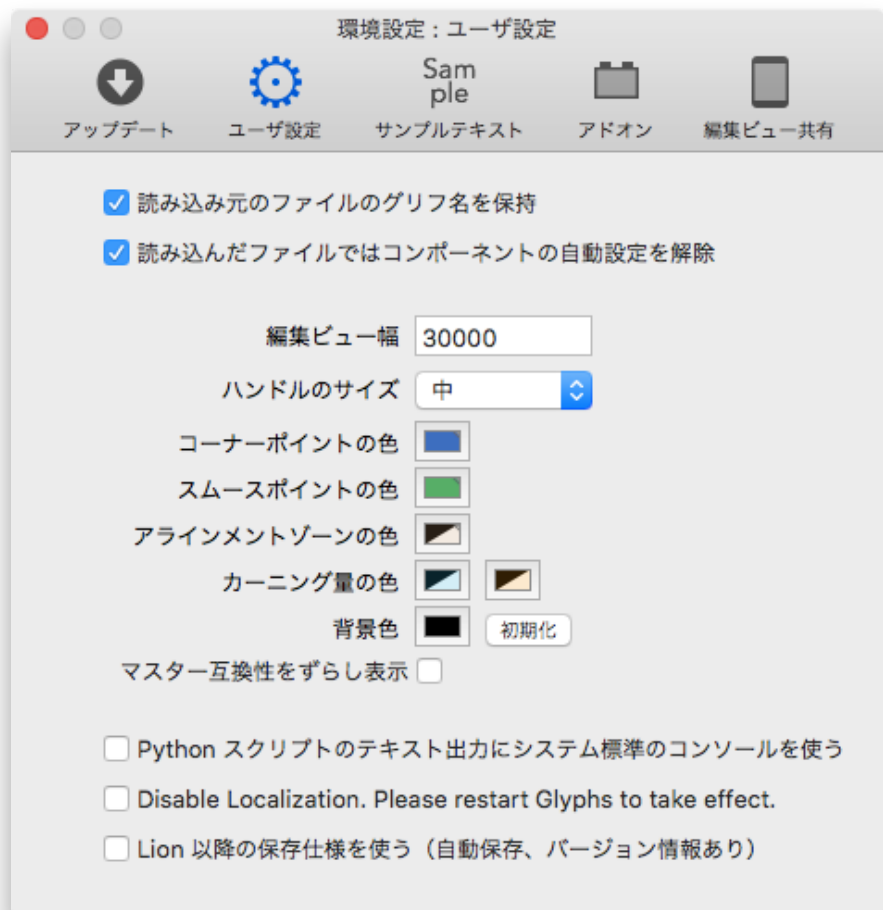 環境設定 : ユーザ設定
Sam
ple
アップデート ユーザ設定 サンプルテキスト アドオン 編集ビュー共有
読み込み元のファイルのグリフ名を保持
読み込んだファイルではコンポーネントの自動設定を解除
編集ビュー幅 30000
ハンドルのサイズ 中
コーナーポイントの色
スムースポイントの色
アラインメントゾーンの色
カーニング量の色
背景色 初期化
マスター互換性をずらし表示
Python スクリプトのテキスト出力にシステム標準のコンソールを使う
Disable Localization. Please restart Glyphs to take effect.
Lion 以降の保存仕様を使う（自動保存、バージョン情報あり）